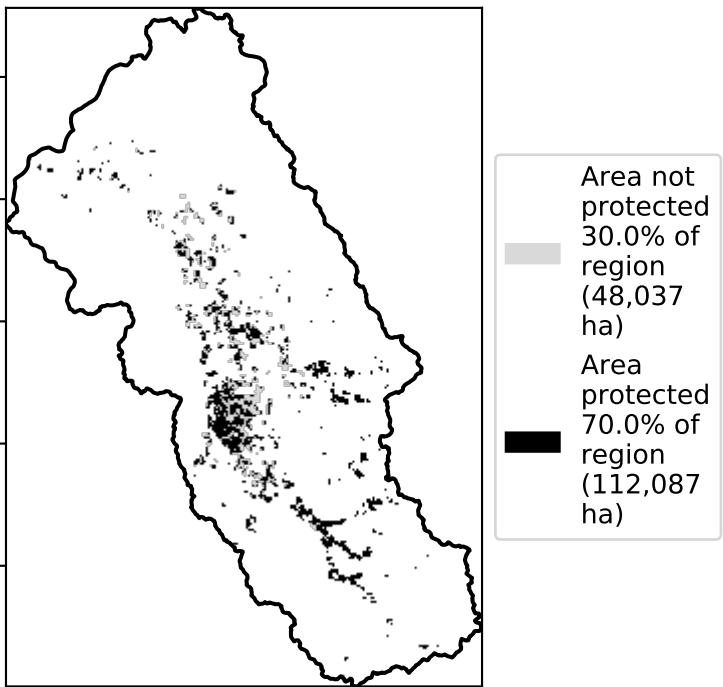 Area not
protected
30.0% of
region
(48,037
ha)
Area
protected
70.0% of
region
(112,087
ha)